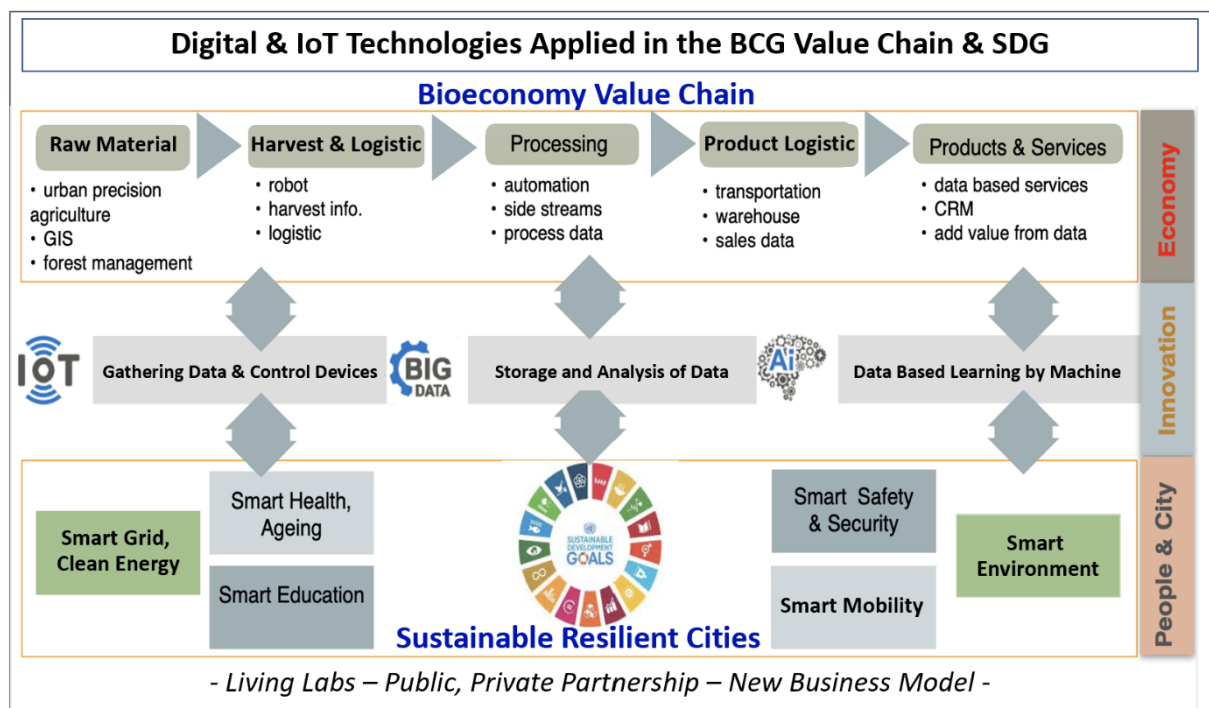 Digital & IoT Technologies Applied in the BCG Value Chain & SDG
Bioeconomy Value Chain
Raw Material
Harvest & Logistic
Processing
Product Logistic
Products & Services
• urban precision
agriculture
• GIS
• forest management
• robot
• harvest info.
• logistic
• automation
• side streams
• process data
• transportation
• warehouse
• sales data
• data based services
• CRM
• add value from data
Economy
IoT
Gathering Data & Control Devices
BIG
DATA
Storage and Analysis of Data
Ai
Data Based Learning by Machine
Innovation
Smart Grid,
Clean Energy
Smart Health,
Ageing
Smart Education
SUSTAINABLE
DEVELOPMENT
GOALS
Smart Safety
& Security
Smart Mobility
Smart
Environment
People & City
Sustainable Resilient Cities
- Living Labs – Public, Private Partnership – New Business Model -